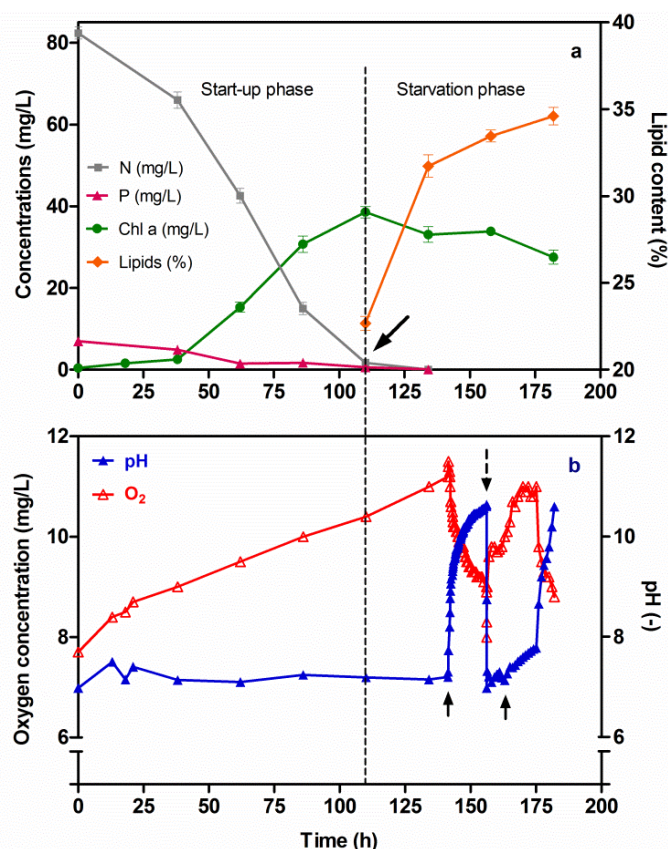 a
Start-up phase
Starvation phase
N (mg/L)
P (mg/L)
Chl a (mg/L)
Lipids (%)
Concentrations (mg/L)
80
60
40
20
0
Lipid content (%)
40
35
30
25
20
0
25
50
75
100
125
150
175
200
b
pH
O₂
Oxygen concentration (mg/L)
12
10
8
6
pH (-)
12
10
8
6
0
25
50
75
100
125
150
175
200
Time (h)